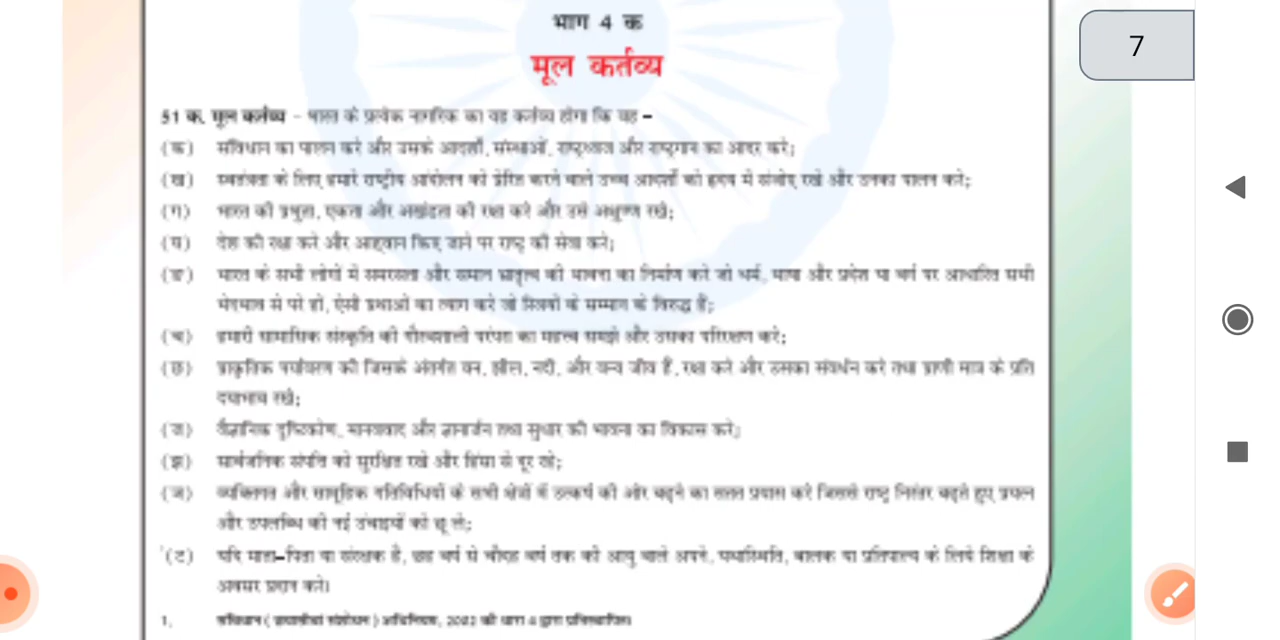 भाग 4 क
7
मूल कर्तव्य
51 क. मूल कर्तव्य - भारत के प्रत्येक नागरिक का यह कर्तव्य होगा कि वह -
(क) संविधान का पालन करे और उसके आदर्शों, संस्थाओं, राष्ट्रध्वज और राष्ट्रगान का आदर करे;
(ख) स्वतंत्रता के लिए हमारे राष्ट्रीय आंदोलन को प्रेरित करने वाले उच्च आदर्शों को हृदय में संजोए रखे और उनका पालन करे;
(ग) भारत की प्रभुता, एकता और अखंडता की रक्षा करे और उसे अक्षुण्ण रखे;
(घ) देश की रक्षा करे और आह्वान किए जाने पर राष्ट्र की सेवा करे;
(ङ) भारत के सभी लोगों में समरसता और समान भ्रातृत्व की भावना का निर्माण करे जो धर्म, भाषा और प्रदेश या वर्ग पर आधारित सभी
भेदभाव से परे हो, ऐसी प्रथाओं का त्याग करे जो स्त्रियों के सम्मान के विरुद्ध हैं;
(च) हमारी सामासिक संस्कृति की गौरवशाली परंपरा का महत्त्व समझे और उसका परिरक्षण करे;
(छ) प्राकृतिक पर्यावरण की जिसके अंतर्गत वन, झील, नदी, और वन्य जीव हैं, रक्षा करे और उसका संवर्धन करे तथा प्राणी मात्र के प्रति
दयाभाव रखे;
(ज) वैज्ञानिक दृष्टिकोण, मानववाद और ज्ञानार्जन तथा सुधार की भावना का विकास करे;
(झ) सार्वजनिक संपत्ति को सुरक्षित रखे और हिंसा से दूर रहे;
(ञ) व्यक्तिगत और सामूहिक गतिविधियों के सभी क्षेत्रों में उत्कर्ष की ओर बढ़ने का सतत प्रयास करे जिससे राष्ट्र निरंतर बढ़ते हुए प्रयत्न
और उपलब्धि की नई उंचाइयों को छू ले;
'(ट) यदि माता-पिता या संरक्षक है, छह वर्ष से चौदह वर्ष तक की आयु वाले अपने, यथास्थिति, बालक या प्रतिपाल्य के लिये शिक्षा के
अवसर प्रदान करे।
1. संविधान (छयासीवां संशोधन) अधिनियम, 2002 की धारा 4 द्वारा प्रतिस्थापित।